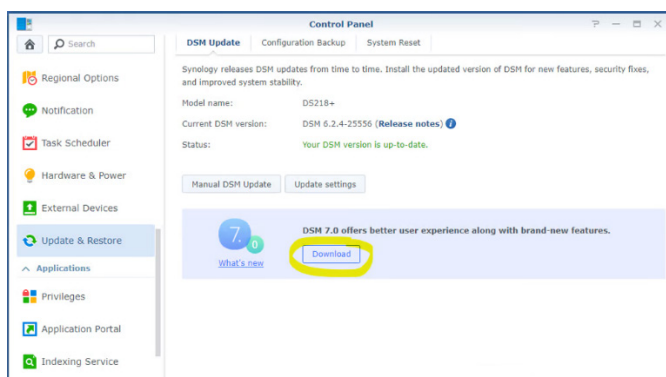 Control Panel
Search
DSM Update Configuration Backup System Reset
Regional Options
Notification
Task Scheduler
Hardware & Power
External Devices
Update & Restore
Applications
Privileges
Application Portal
Indexing Service
Synology releases DSM updates from time to time. Install the updated version of DSM for new features, security fixes,
and improved system stability.
Model name: DS218+
Current DSM version: DSM 6.2.4-25556 (Release notes)
Status: Your DSM version is up-to-date.
Manual DSM Update Update settings
7.0
What's new
DSM 7.0 offers better user experience along with brand-new features.
Download